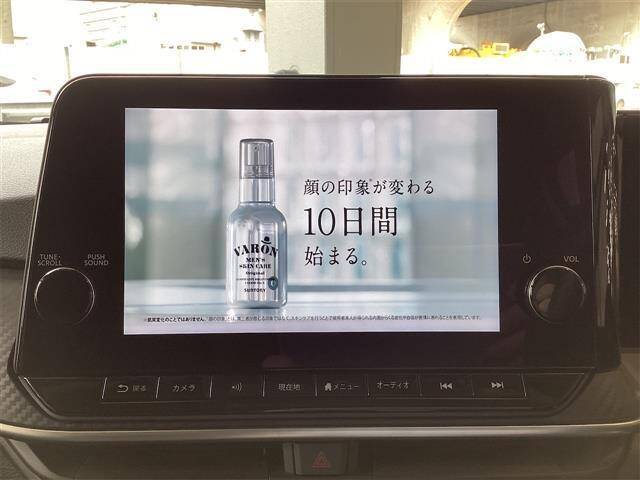 顔の印象※が変わる
10日間
始まる。
VARON
MEN'S
SKIN CARE
Original
SUNTORY
TUNE・
SCROLL
PUSH
SOUND
VOL
戻る
カメラ
現在地
メニュー
オーディオ